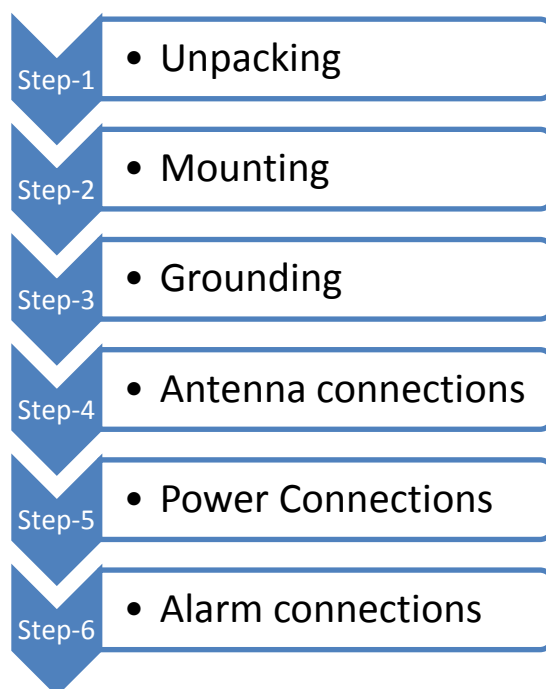 Step-1
• Unpacking
Step-2
• Mounting
Step-3
• Grounding
Step-4
• Antenna connections
Step-5
• Power Connections
Step-6
• Alarm connections